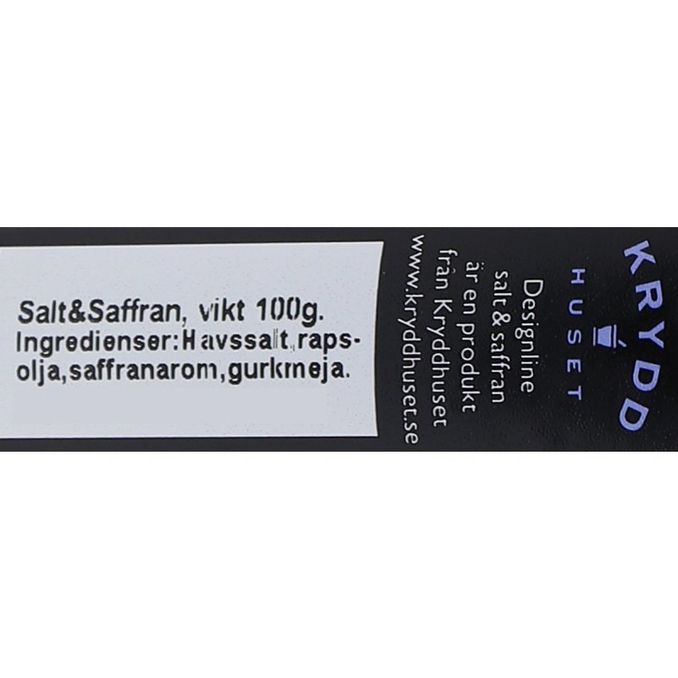 Salt&Saffran, vikt 100g.
Ingredienser:Havssalt,raps-
olja,saffranarom,gurkmeja.
Designline
salt & saffran
är en produkt
från Kryddhuset
www.kryddhuset.se
KRYDD
HUSET